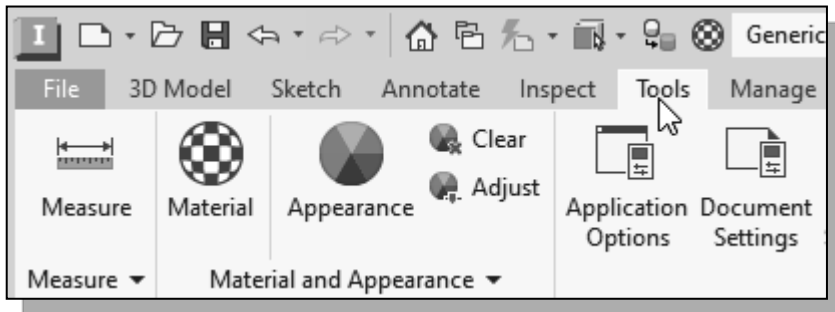 I
Generic
File 3D Model Sketch Annotate Inspect Tools Manage
Clear
Adjust
Measure Material Appearance Application Document
Options Settings
Measure Material and Appearance